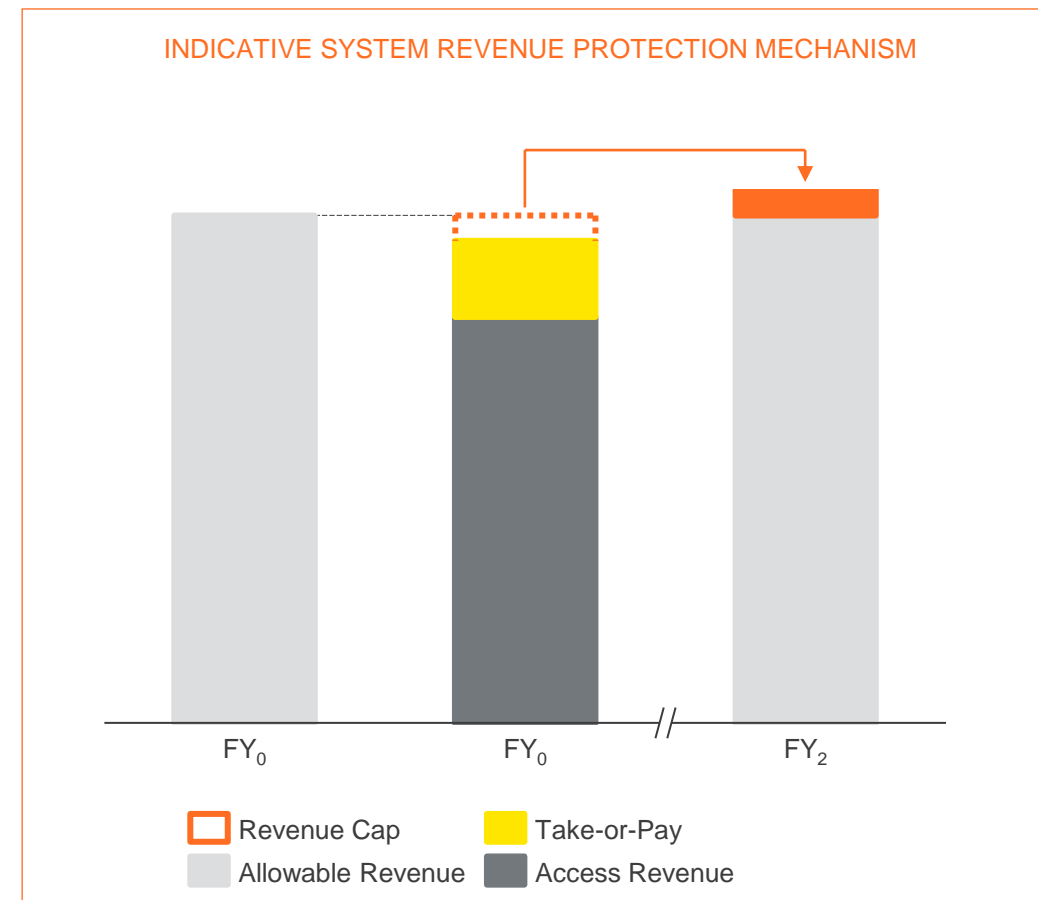 INDICATIVE SYSTEM REVENUE PROTECTION MECHANISM
FY₀ FY₀ FY₂
Revenue Cap Take-or-Pay
Allowable Revenue Access Revenue